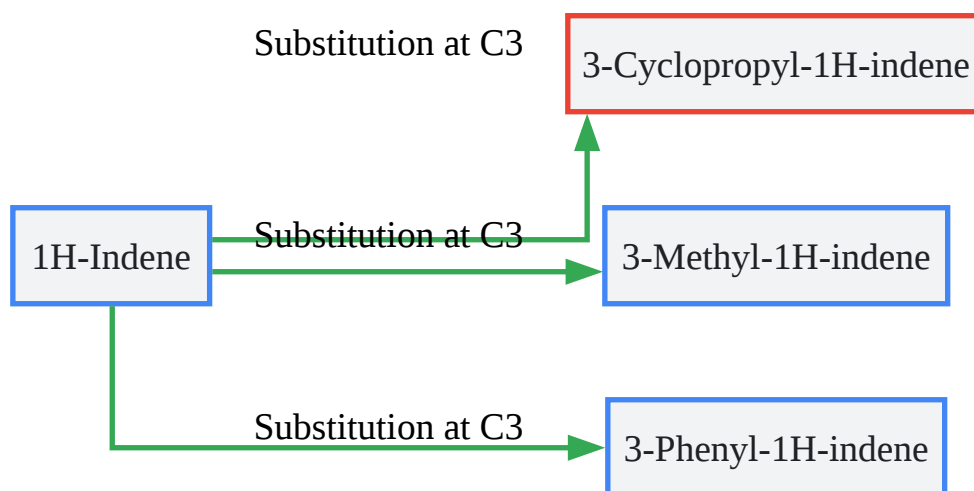 Substitution at C3
3-Cyclopropyl-1H-indene
1H-Indene
Substitution at C3
3-Methyl-1H-indene
Substitution at C3
3-Phenyl-1H-indene